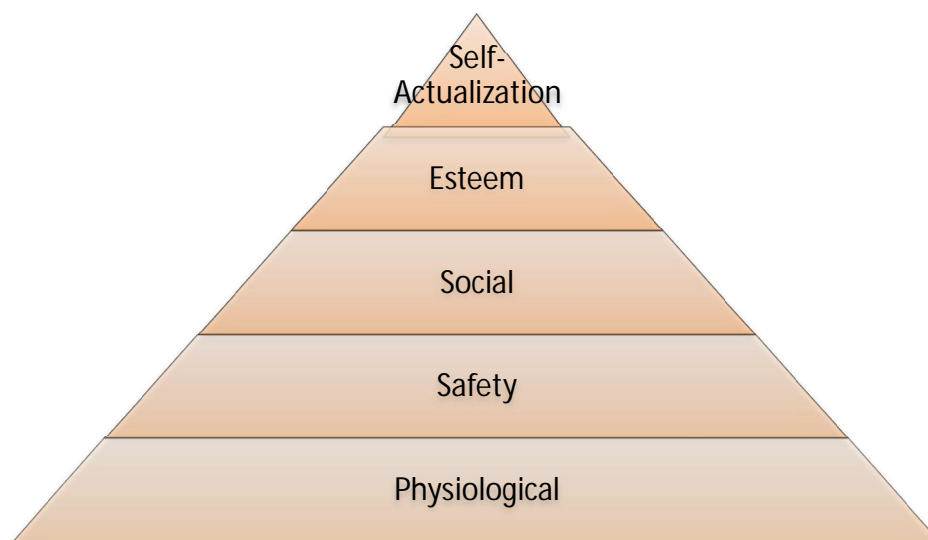 Self-
Actualization
Esteem
Social
Safety
Physiological